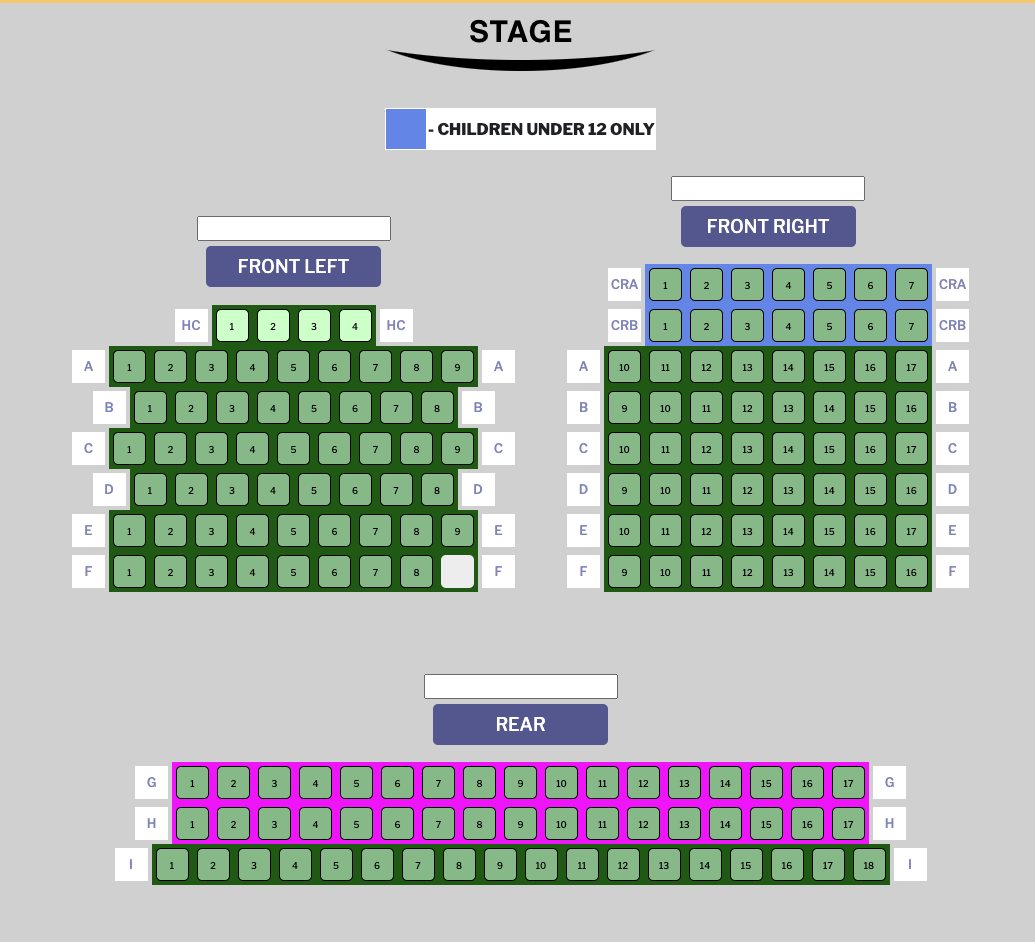 STAGE
- CHILDREN UNDER 12 ONLY
FRONT LEFT
HC 1 2 3 4 HC
A 1 2 3 4 5 6 7 8 9 A
B 1 2 3 4 5 6 7 8 B
C 1 2 3 4 5 6 7 8 9 C
D 1 2 3 4 5 6 7 8 D
E 1 2 3 4 5 6 7 8 9 E
F 1 2 3 4 5 6 7 8 F
FRONT RIGHT
CRA 1 2 3 4 5 6 7 CRA
CRB 1 2 3 4 5 6 7 CRB
A 10 11 12 13 14 15 16 17 A
B 9 10 11 12 13 14 15 16 B
C 10 11 12 13 14 15 16 17 C
D 9 10 11 12 13 14 15 16 D
E 10 11 12 13 14 15 16 17 E
F 9 10 11 12 13 14 15 16 F
REAR
G 1 2 3 4 5 6 7 8 9 10 11 12 13 14 15 16 17 G
H 1 2 3 4 5 6 7 8 9 10 11 12 13 14 15 16 17 H
I 1 2 3 4 5 6 7 8 9 10 11 12 13 14 15 16 17 18 I